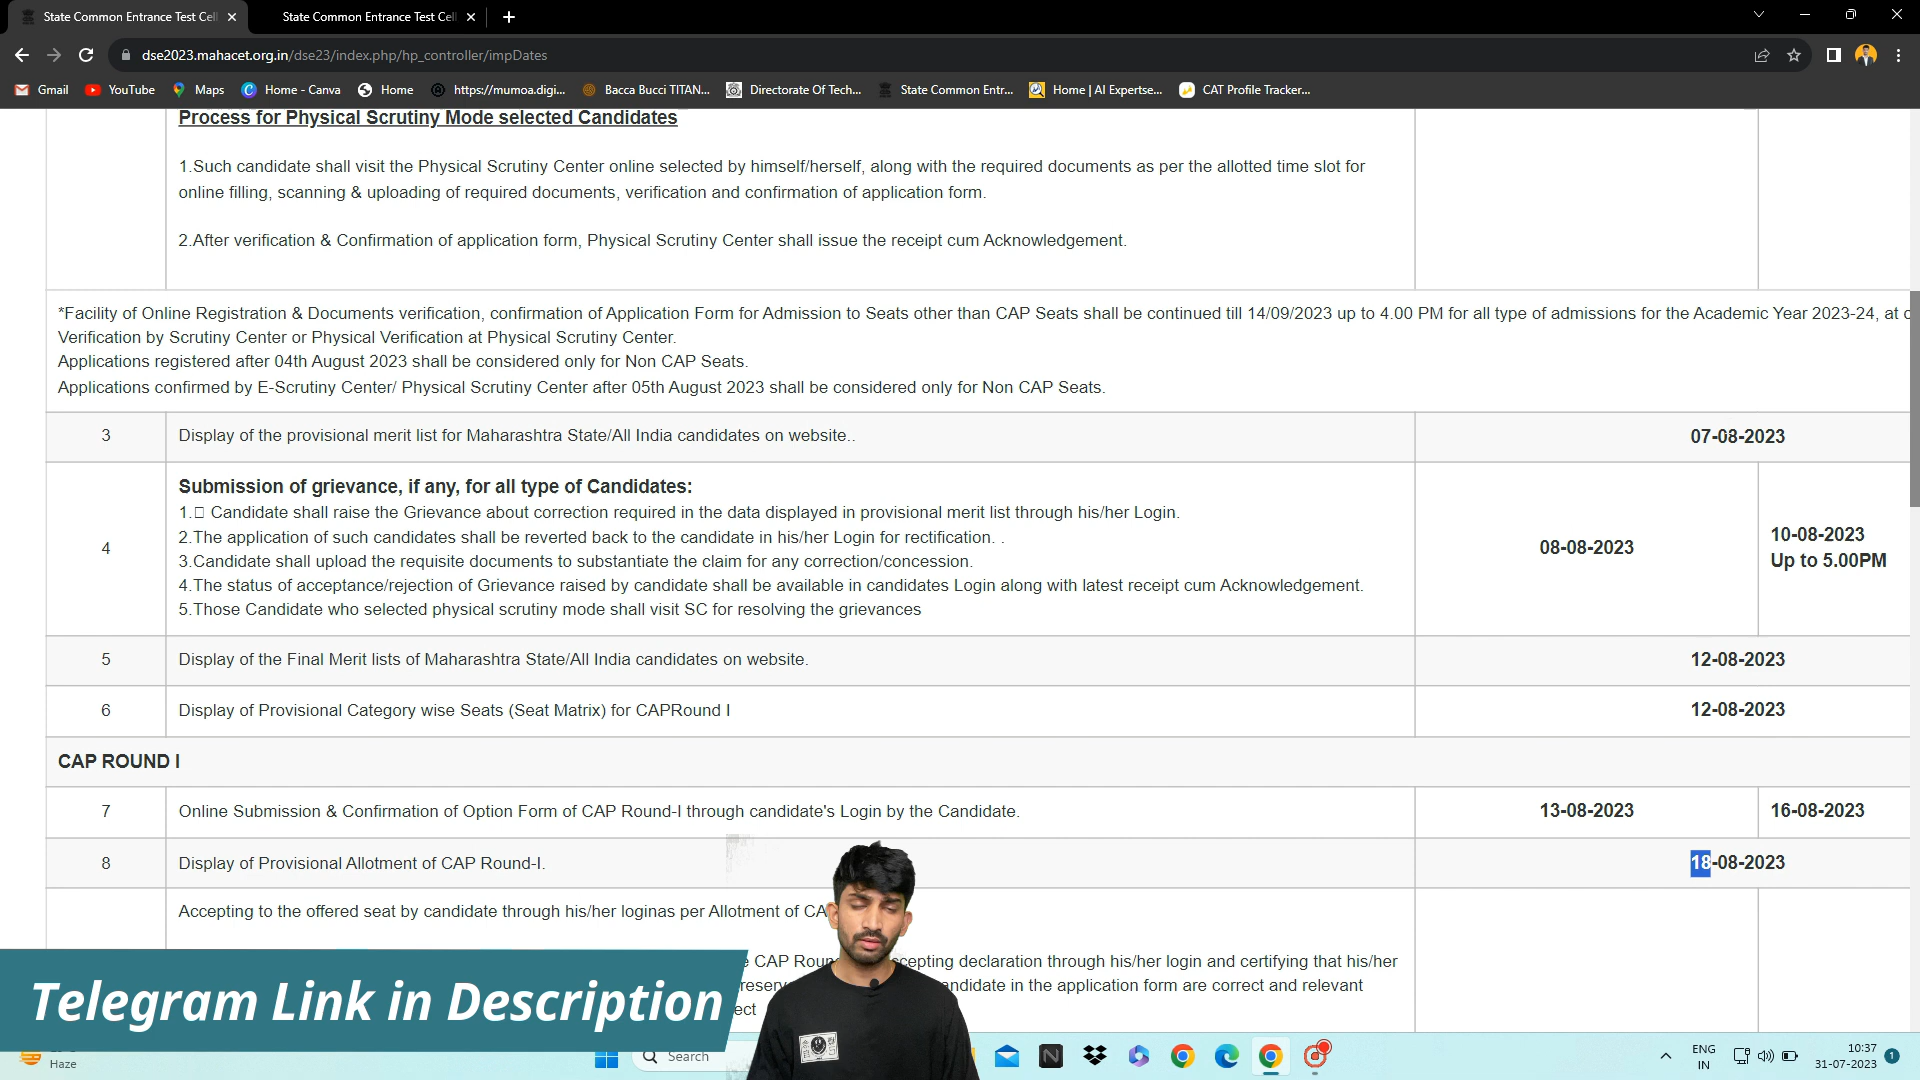 State Common Entrance Test Cell
State Common Entrance Test Cell
dse2023.mahacet.org.in/dse23/index.php/hp_controller/impDates
Gmail YouTube Maps Home - Canva Home https://mumoa.digi... Bacca Bucci TITAN... Directorate Of Tech... State Common Entr... Home | AI Expertse... CAT Profile Tracker...
Process for Physical Scrutiny Mode selected Candidates
1.Such candidate shall visit the Physical Scrutiny Center online selected by himself/herself, along with the required documents as per the allotted time slot for
online filling, scanning & uploading of required documents, verification and confirmation of application form.
2.After verification & Confirmation of application form, Physical Scrutiny Center shall issue the receipt cum Acknowledgement.
*Facility of Online Registration & Documents verification, confirmation of Application Form for Admission to Seats other than CAP Seats shall be continued till 14/09/2023 up to 4.00 PM for all type of admissions for the Academic Year 2023-24, at
Verification by Scrutiny Center or Physical Verification at Physical Scrutiny Center.
Applications registered after 04th August 2023 shall be considered only for Non CAP Seats.
Applications confirmed by E-Scrutiny Center/ Physical Scrutiny Center after 05th August 2023 shall be considered only for Non CAP Seats.
3 Display of the provisional merit list for Maharashtra State/All India candidates on website.. 07-08-2023
Submission of grievance, if any, for all type of Candidates:
1. Candidate shall raise the Grievance about correction required in the data displayed in provisional merit list through his/her Login.
2.The application of such candidates shall be reverted back to the candidate in his/her Login for rectification. .
3.Candidate shall upload the requisite documents to substantiate the claim for any correction/concession.
4.The status of acceptance/rejection of Grievance raised by candidate shall be available in candidates Login along with latest receipt cum Acknowledgement.
5.Those Candidate who selected physical scrutiny mode shall visit SC for resolving the grievances
4 08-08-2023 10-08-2023
Up to 5.00PM
5 Display of the Final Merit lists of Maharashtra State/All India candidates on website. 12-08-2023
6 Display of Provisional Category wise Seats (Seat Matrix) for CAPRound I 12-08-2023
CAP ROUND I
7 Online Submission & Confirmation of Option Form of CAP Round-I through candidate's Login by the Candidate. 13-08-2023 16-08-2023
8 Display of Provisional Allotment of CAP Round-I. 18-08-2023
Accepting to the offered seat by candidate through his/her loginas per Allotment of
CAP declaration through his/her login and certifying that his/her
in the application form are correct and relevant
Telegram Link in Description
Haze
Search
ENG
IN
10:37
31-07-2023
1